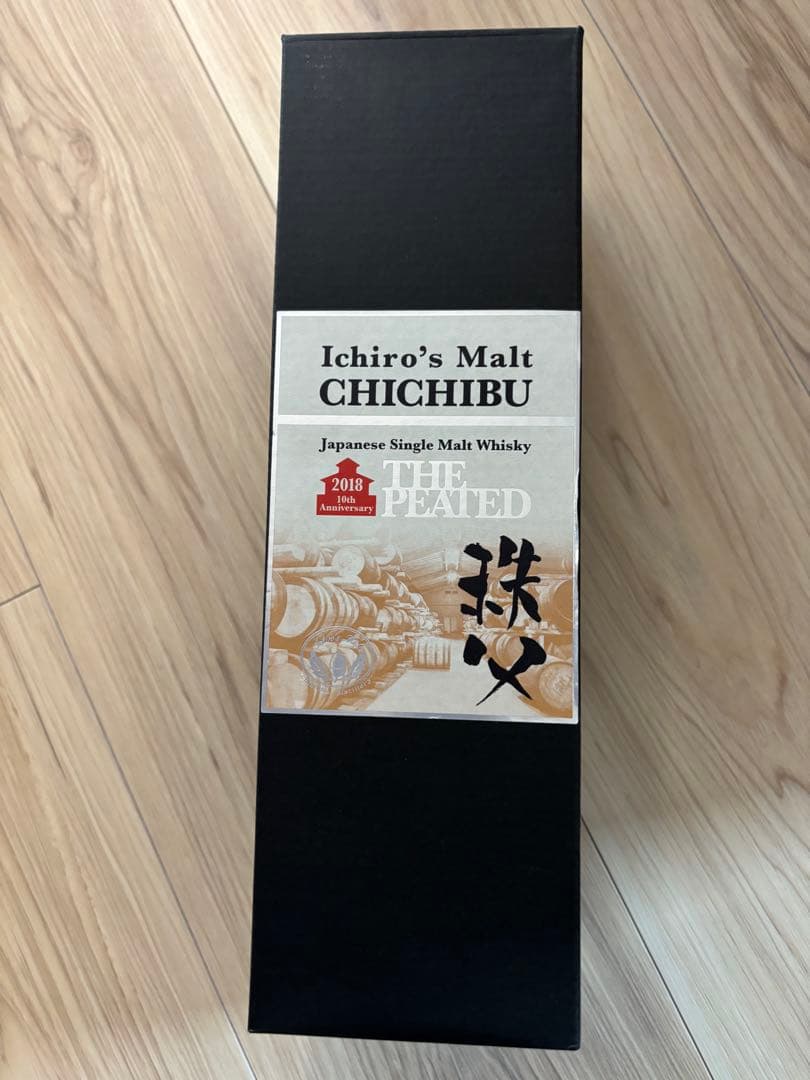 Ichiro's Malt
CHICHIBU
Japanese Single Malt Whisky
2018
10th
Anniversary
THE
PEATED
秩父